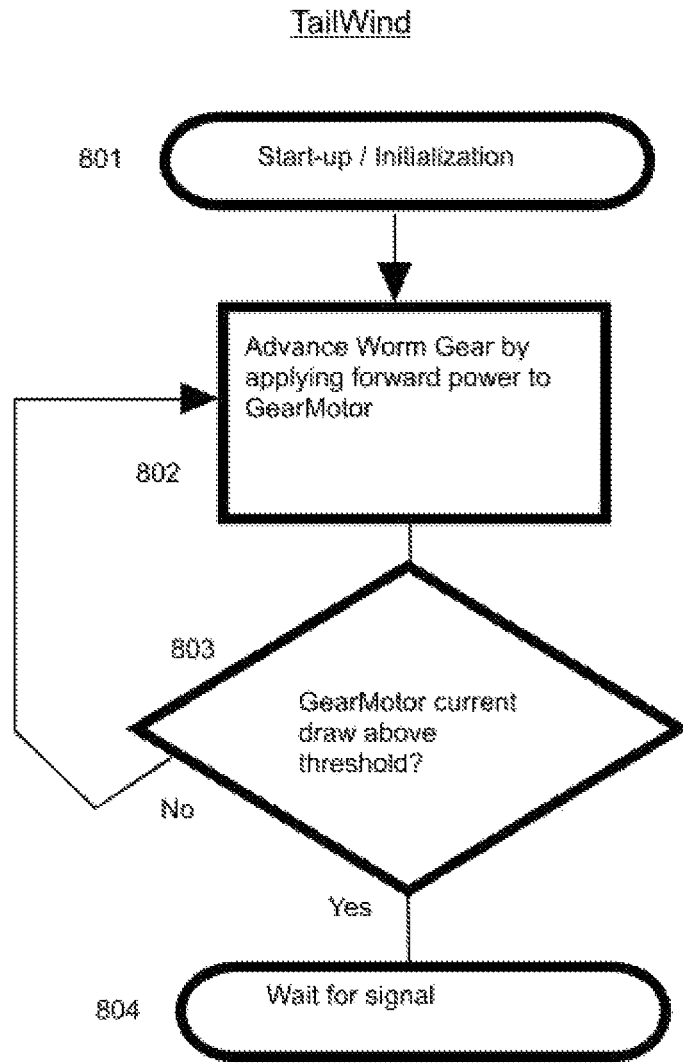 TailWind
801
Start-up / Initialization
Advance Worm Gear by
applying forward power to
GearMotor
802
803
GearMotor current
draw above
threshold?
No
Yes
Wait for signal
804